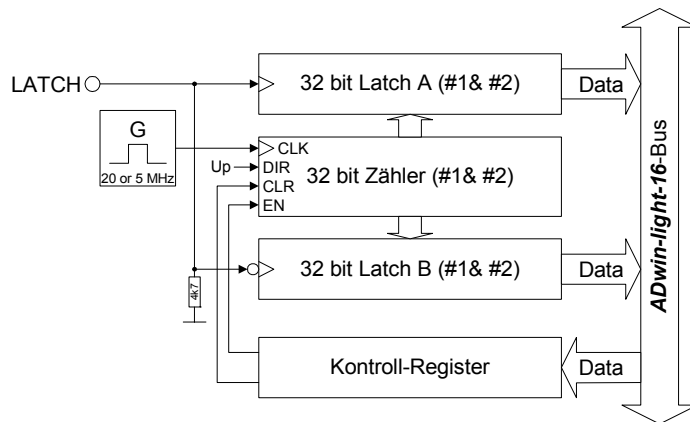 LATCH
32 bit Latch A (#1& #2)
Data
G
20 or 5 MHz
CLK
Up
DIR
CLR
EN
32 bit Zähler (#1& #2)
32 bit Latch B (#1& #2)
Data
4k7
Kontroll-Register
Data
ADwin-light-16-Bus